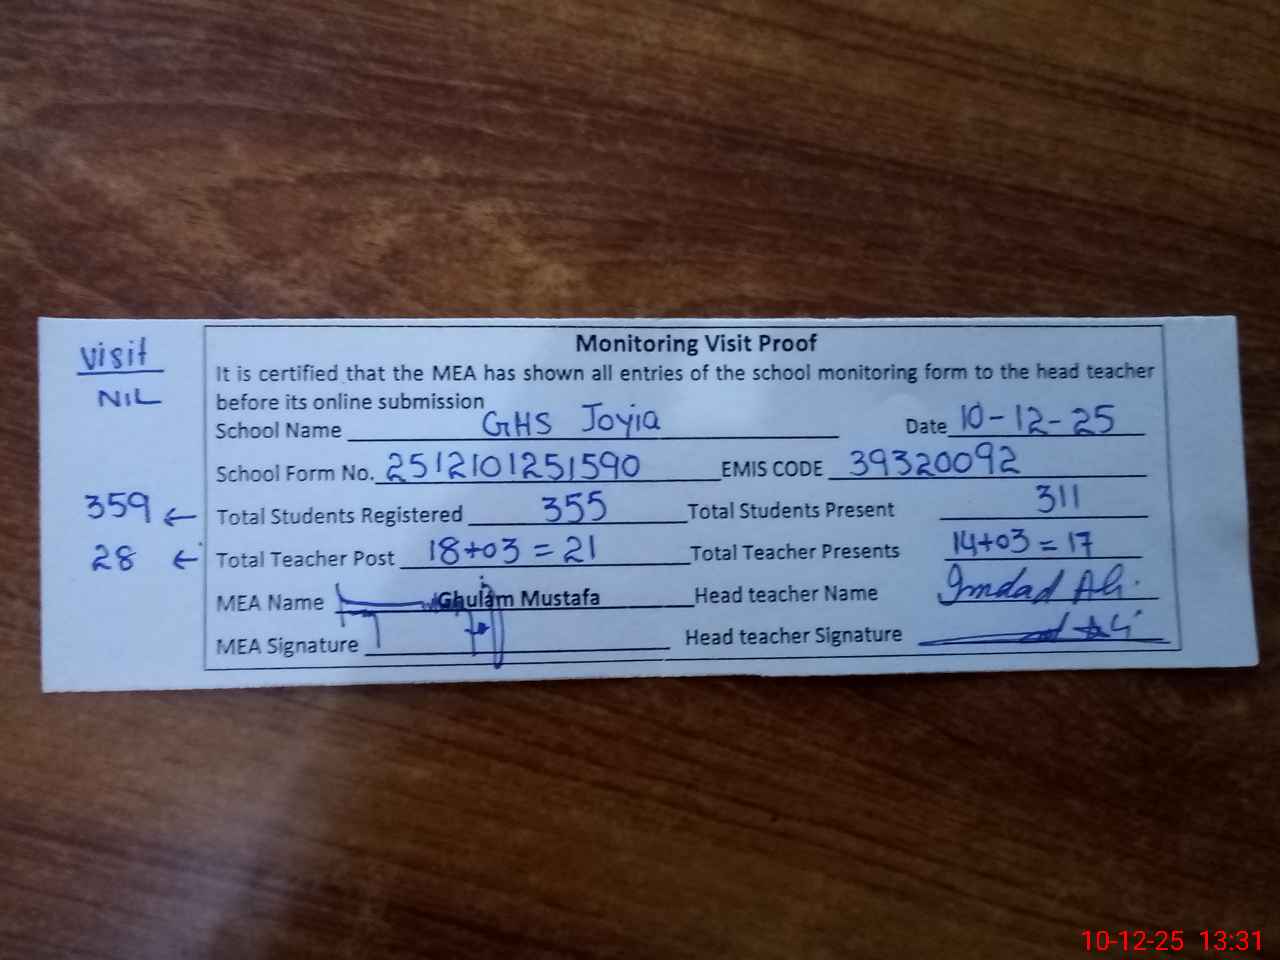 visit
NIL
Monitoring Visit Proof
It is certified that the MEA has shown all entries of the school monitoring form to the head teacher
before its online submission
School Name GHS Joyia Date 10-12-25
School Form No. 2512101251590 EMIS CODE 39320092
359 ← Total Students Registered 355 Total Students Present 311
28 ← Total Teacher Post 18+03 = 21 Total Teacher Presents 14+03 = 17
MEA Name Ghulam Mustafa Head teacher Name Imdad Ali
MEA Signature Head teacher Signature
10-12-25 13:31